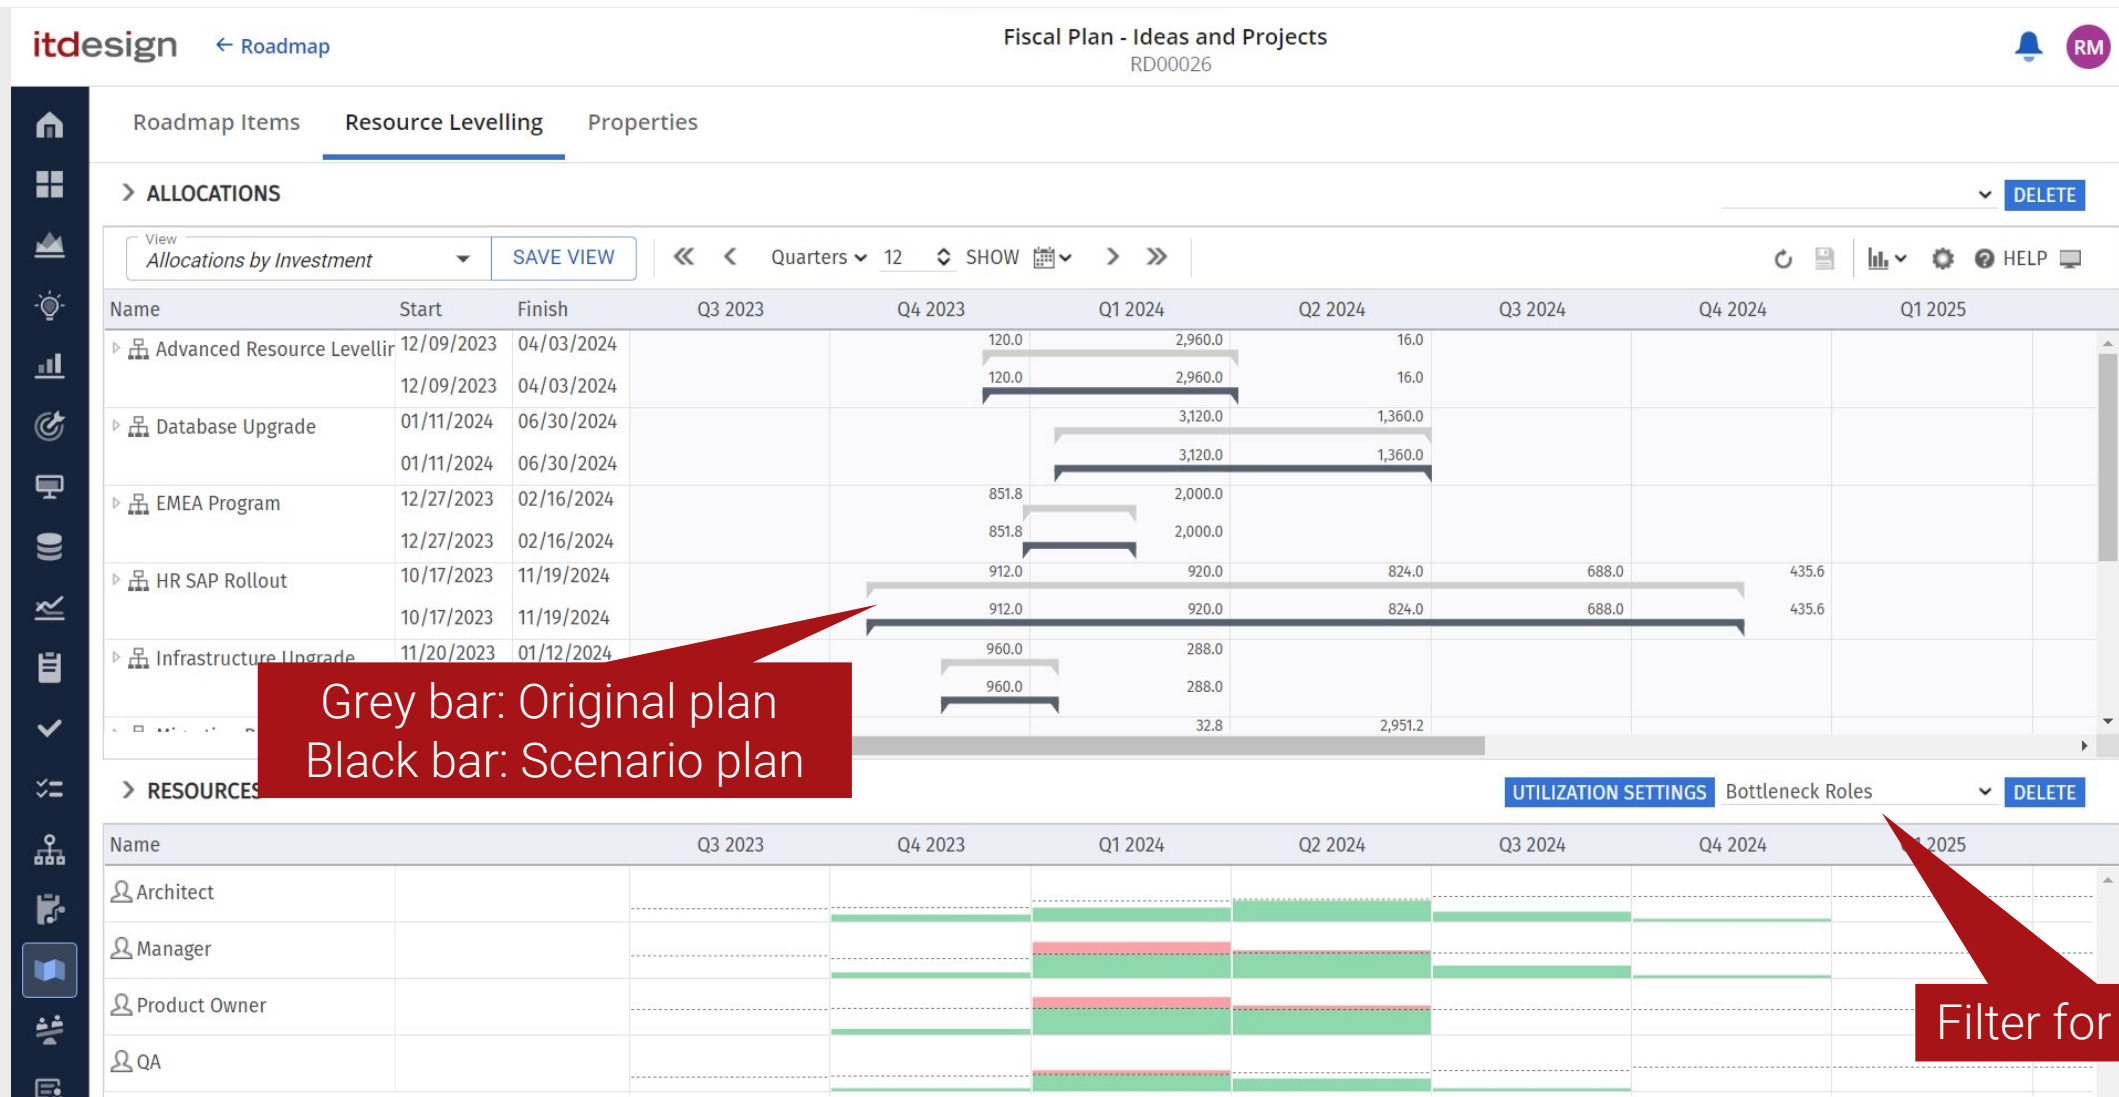 itdesign
← Roadmap
Fiscal Plan - Ideas and Projects
RD00026
RM
Roadmap Items Resource Levelling Properties
ALLOCATIONS
DELETE
View
Allocations by Investment
SAVE VIEW
Quarters 12 SHOW
HELP
Name Start Finish Q3 2023 Q4 2023 Q1 2024 Q2 2024 Q3 2024 Q4 2024 Q1 2025
Advanced Resource Levellin 12/09/2023 04/03/2024 120.0 2,960.0 16.0
12/09/2023 04/03/2024 120.0 2,960.0 16.0
Database Upgrade 01/11/2024 06/30/2024 3,120.0 1,360.0
01/11/2024 06/30/2024 3,120.0 1,360.0
EMEA Program 12/27/2023 02/16/2024 851.8 2,000.0
12/27/2023 02/16/2024 851.8 2,000.0
HR SAP Rollout 10/17/2023 11/19/2024 912.0 920.0 824.0 688.0 435.6
10/17/2023 11/19/2024 912.0 920.0 824.0 688.0 435.6
Infrastructure Upgrade 11/20/2023 01/12/2024 960.0 288.0
960.0 288.0
32.8 2,951.2
Grey bar: Original plan
Black bar: Scenario plan
RESOURCES
UTILIZATION SETTINGS Bottleneck Roles DELETE
Name Q3 2023 Q4 2023 Q1 2024 Q2 2024 Q3 2024 Q4 2024 2025
Architect
Manager
Product Owner
Filter for
QA